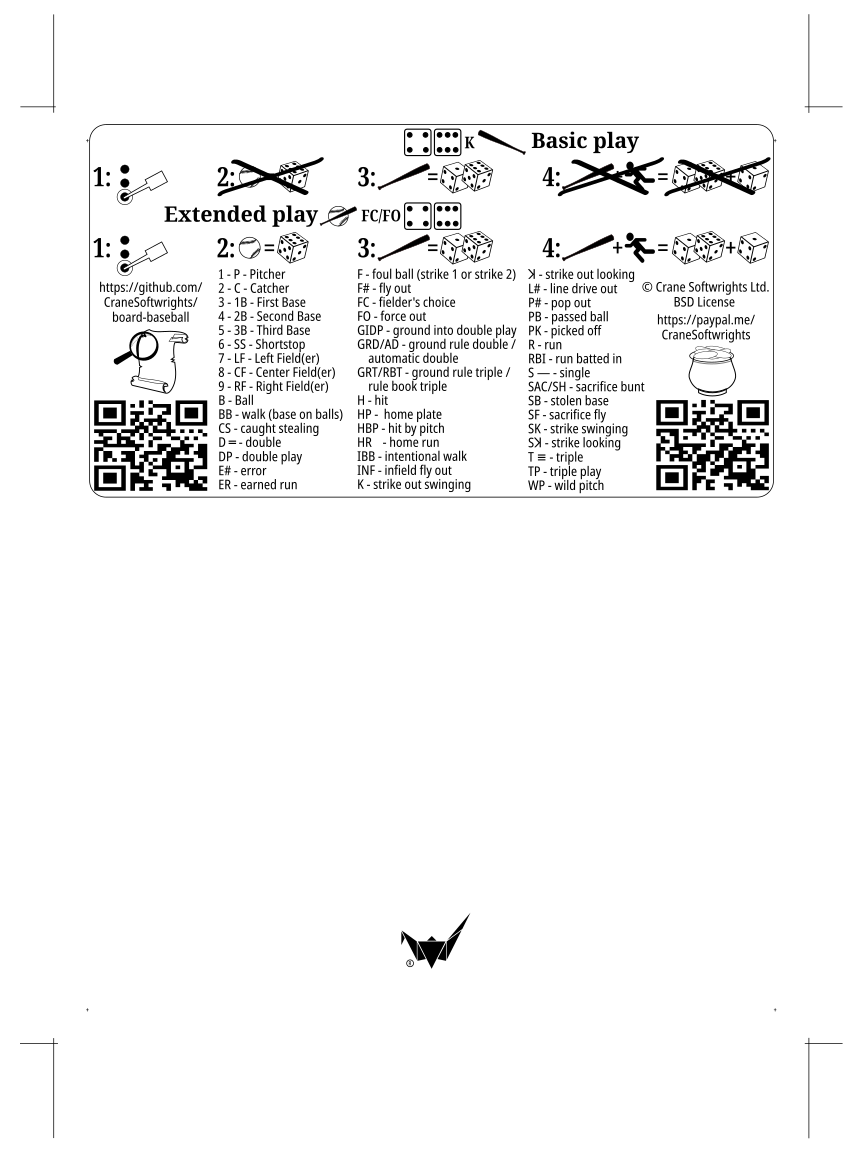 K Basic play
1: 2: = 3: = 4: + = +
Extended play FC/FO
1: 2: = 3: = 4: + = +
https://github.com/
CraneSoftwrights/
board-baseball
1 - P - Pitcher
2 - C - Catcher
3 - 1B - First Base
4 - 2B - Second Base
5 - 3B - Third Base
6 - SS - Shortstop
7 - LF - Left Field(er)
8 - CF - Center Field(er)
9 - RF - Right Field(er)
B - Ball
BB - walk (base on balls)
CS - caught stealing
D = - double
DP - double play
E# - error
ER - earned run
F - foul ball (strike 1 or strike 2)
F# - fly out
FC - fielder's choice
FO - force out
GIDP - ground into double play
GRD/AD - ground rule double /
automatic double
GRT/RBT - ground rule triple /
rule book triple
H - hit
HP - home plate
HBP - hit by pitch
HR - home run
IBB - intentional walk
INF - infield fly out
K - strike out swinging
ꓘ - strike out looking
L# - line drive out
P# - pop out
PB - passed ball
PK - picked off
R - run
RBI - run batted in
S — - single
SAC/SH - sacrifice bunt
SB - stolen base
SF - sacrifice fly
SK - strike swinging
Sꓘ - strike looking
T ≡ - triple
TP - triple play
WP - wild pitch
© Crane Softwrights Ltd.
BSD License
https://paypal.me/
CraneSoftwrights
®